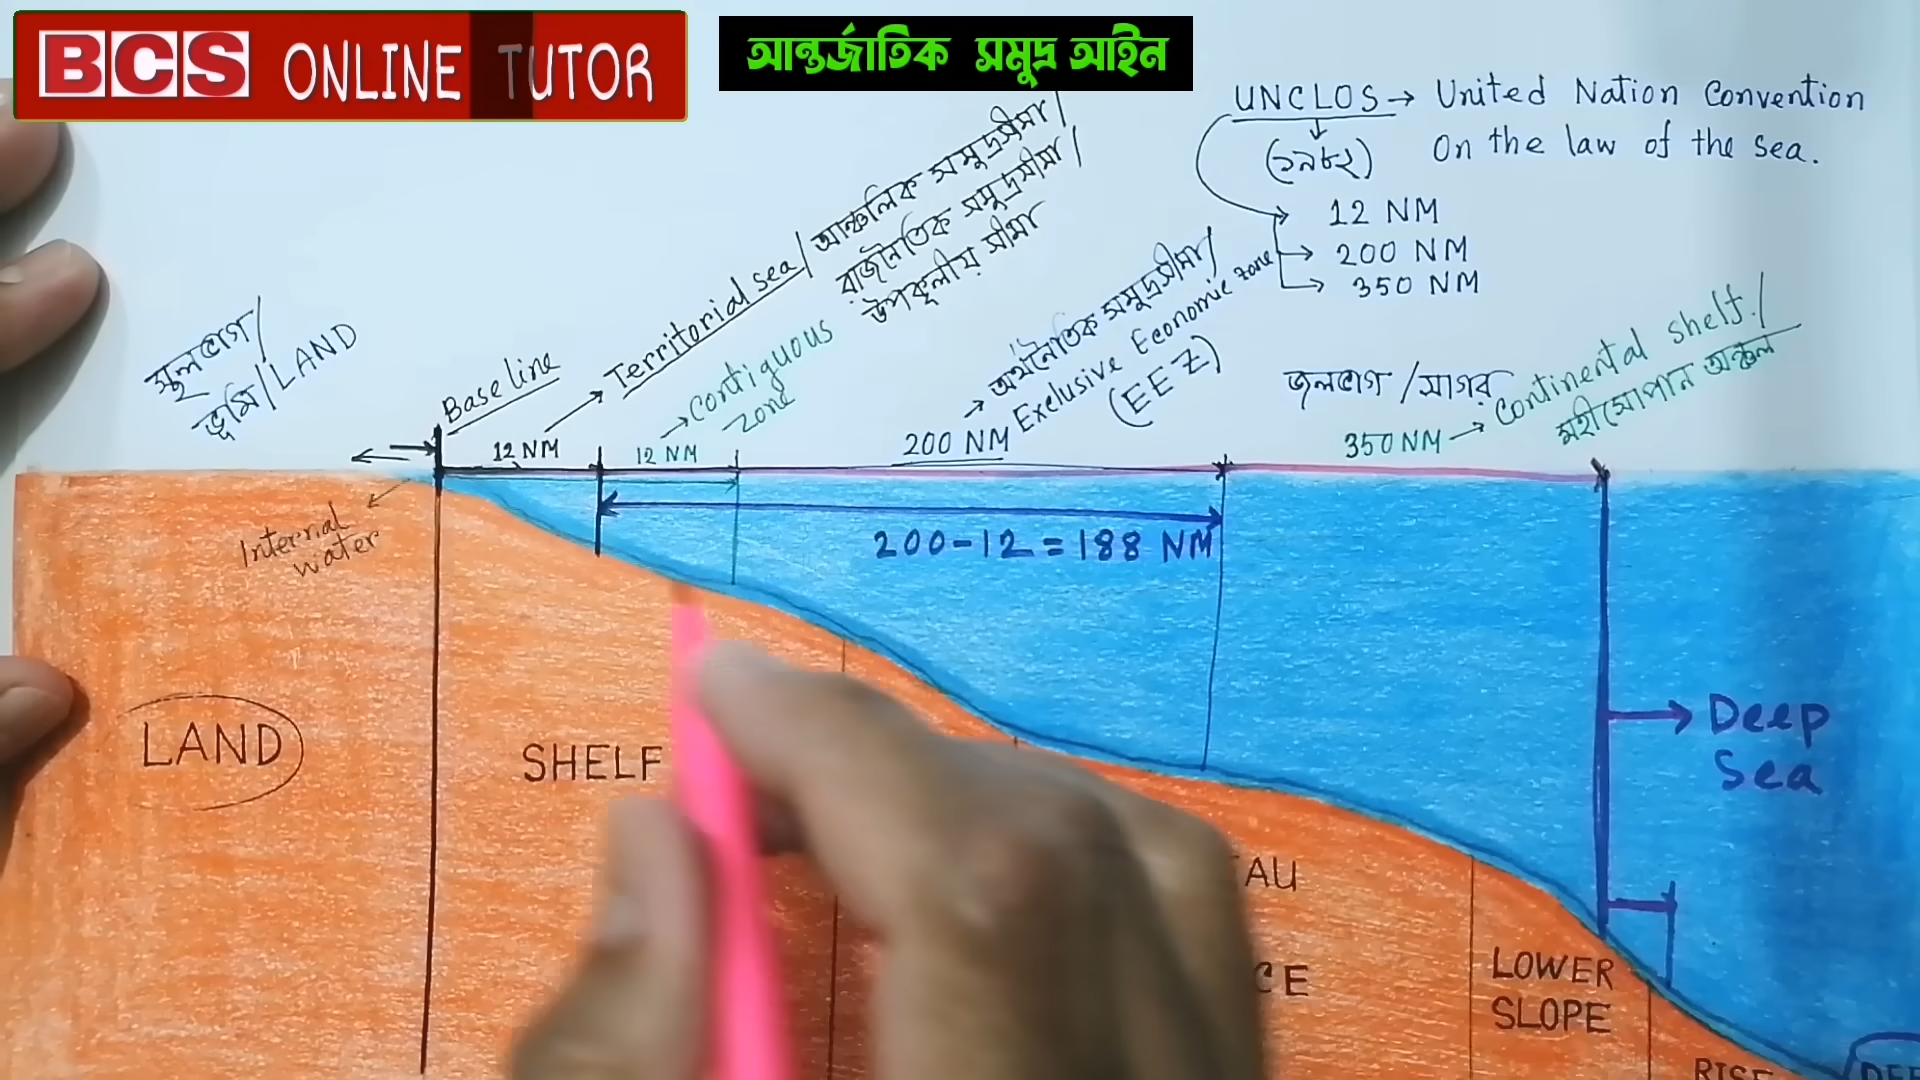 BCS ONLINE TUTOR
আন্তর্জাতিক সমুদ্র আইন
UNCLOS → United Nation Convention
On the law of the sea.
(১৯৮২)
12 NM
200 NM
350 NM
স্থলভাগ/
ভূমি/LAND
Base line
Territorial sea/ আঞ্চলিক সমুদ্রসীমা/
রাজনৈতিক সমুদ্রসীমা/
উপকূলীয় সীমা
→ contiguous
zone
→ অর্থনৈতিক সমুদ্রসীমা/
Exclusive Economic zone
(EEZ)
জলভাগ /সাগর
continental shelf./
মহীসোপান অঞ্চল
12 NM
12 NM
200 NM
350 NM →
Internal
water
200-12=188 NM
LAND
SHELF
Deep
Sea
AU
CE
LOWER
SLOPE
RISE